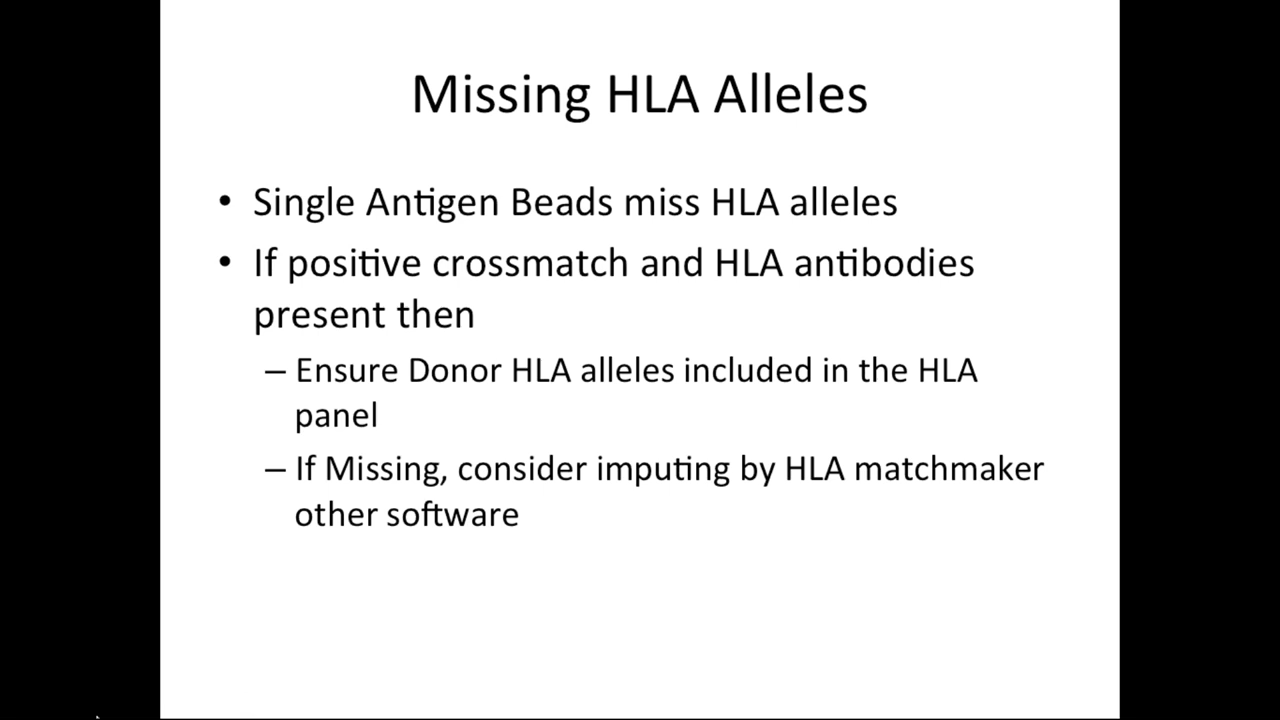 Missing HLA Alleles
• Single Antigen Beads miss HLA alleles
• If positive crossmatch and HLA antibodies
present then
– Ensure Donor HLA alleles included in the HLA
panel
– If Missing, consider imputing by HLA matchmaker
other software